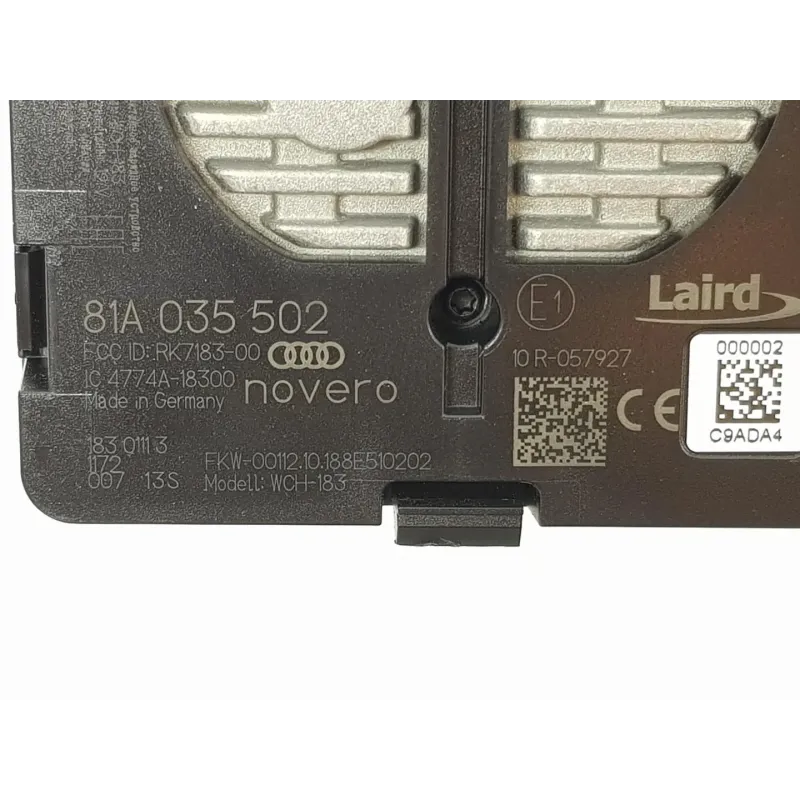 81A 035 502
FCC ID: RK7183-00
IC 4774A-18300
Made in Germany
novero
183 0111 3
1172
007 13S
FKW-00112.10.188E510202
Modell: WCH-183
E1
10 R-057927
CE
Laird
000002
C9ADA4